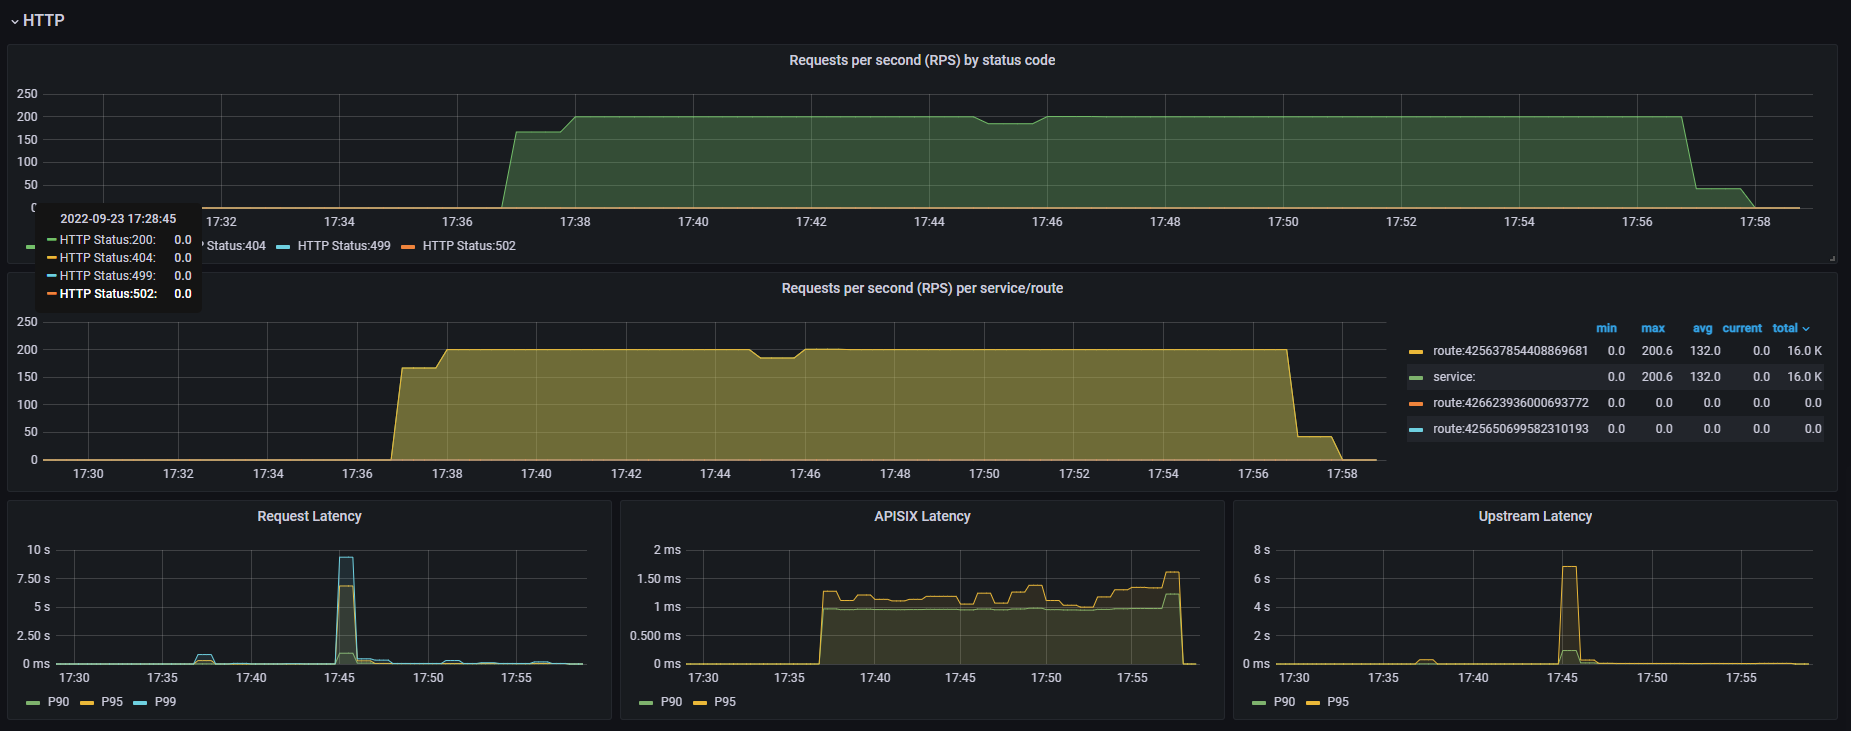 HTTP
Requests per second (RPS) by status code
250
200
150
100
50
0
17:32 17:34 17:36 17:38 17:40 17:42 17:44 17:46 17:48 17:50 17:52 17:54 17:56 17:58
Status:404 HTTP Status:499 HTTP Status:502
2022-09-23 17:28:45
HTTP Status:200: 0.0
HTTP Status:404: 0.0
HTTP Status:499: 0.0
HTTP Status:502: 0.0
Requests per second (RPS) per service/route
250
200
150
100
50
0
17:30 17:32 17:34 17:36 17:38 17:40 17:42 17:44 17:46 17:48 17:50 17:52 17:54 17:56 17:58
min max avg current total
route:425637854408869681 0.0 200.6 132.0 0.0 16.0 K
service: 0.0 200.6 132.0 0.0 16.0 K
route:426623936000693772 0.0 0.0 0.0 0.0 0.0
route:425650699582310193 0.0 0.0 0.0 0.0 0.0
Request Latency
10 s
7.50 s
5 s
2.50 s
0 ms
17:30 17:35 17:40 17:45 17:50 17:55
P90 P95 P99
APISIX Latency
2 ms
1.50 ms
1 ms
0.500 ms
0 ms
17:30 17:35 17:40 17:45 17:50 17:55
P90 P95
Upstream Latency
8 s
6 s
4 s
2 s
0 ms
17:30 17:35 17:40 17:45 17:50 17:55
P90 P95